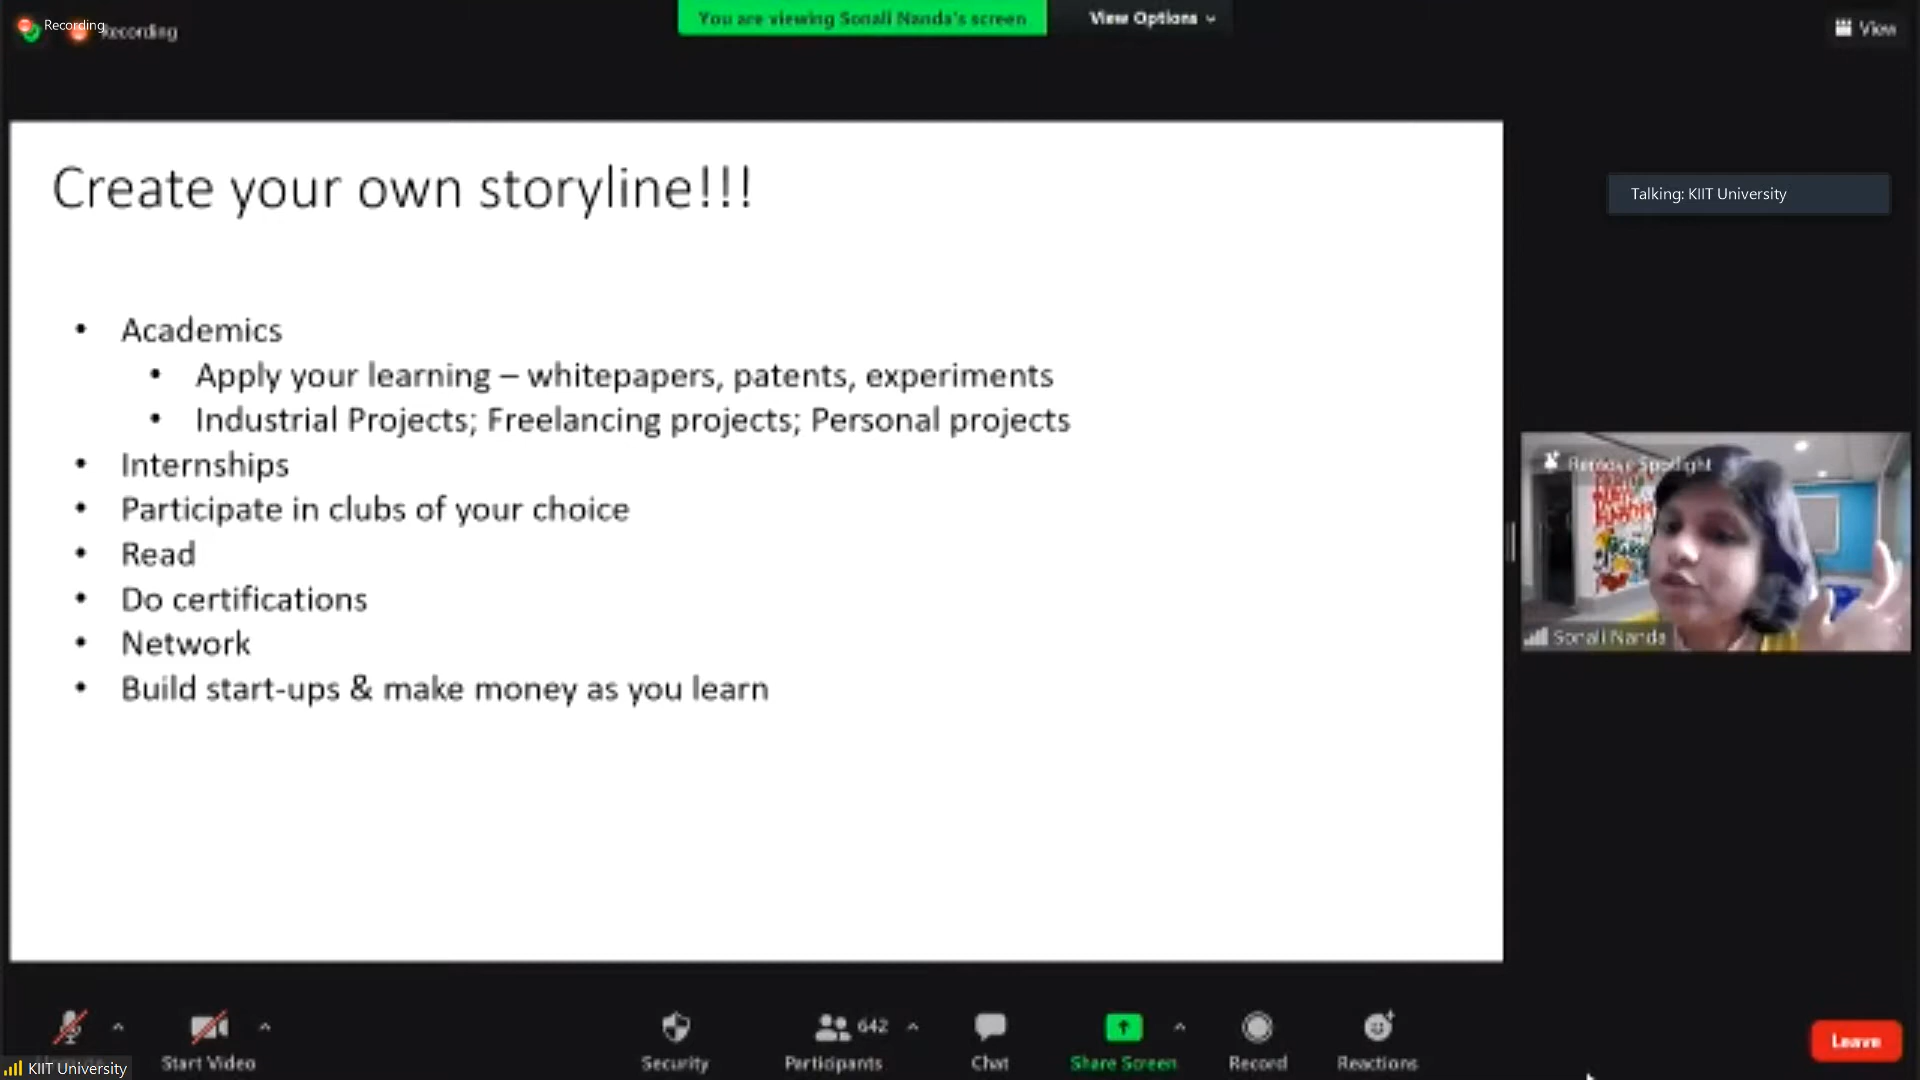 Recording
Recording
You are viewing Sonali Nanda's screen
View Options
View
Create your own storyline!!!
Talking: KIIT University
• Academics
• Apply your learning – whitepapers, patents, experiments
• Industrial Projects; Freelancing projects; Personal projects
• Internships
• Participate in clubs of your choice
• Read
• Do certifications
• Network
• Build start-ups & make money as you learn
Remove Spotlight
Sonali Nanda
Start Video
Security
Participants
642
Chat
Share Screen
Record
Reactions
Leave
KIIT University